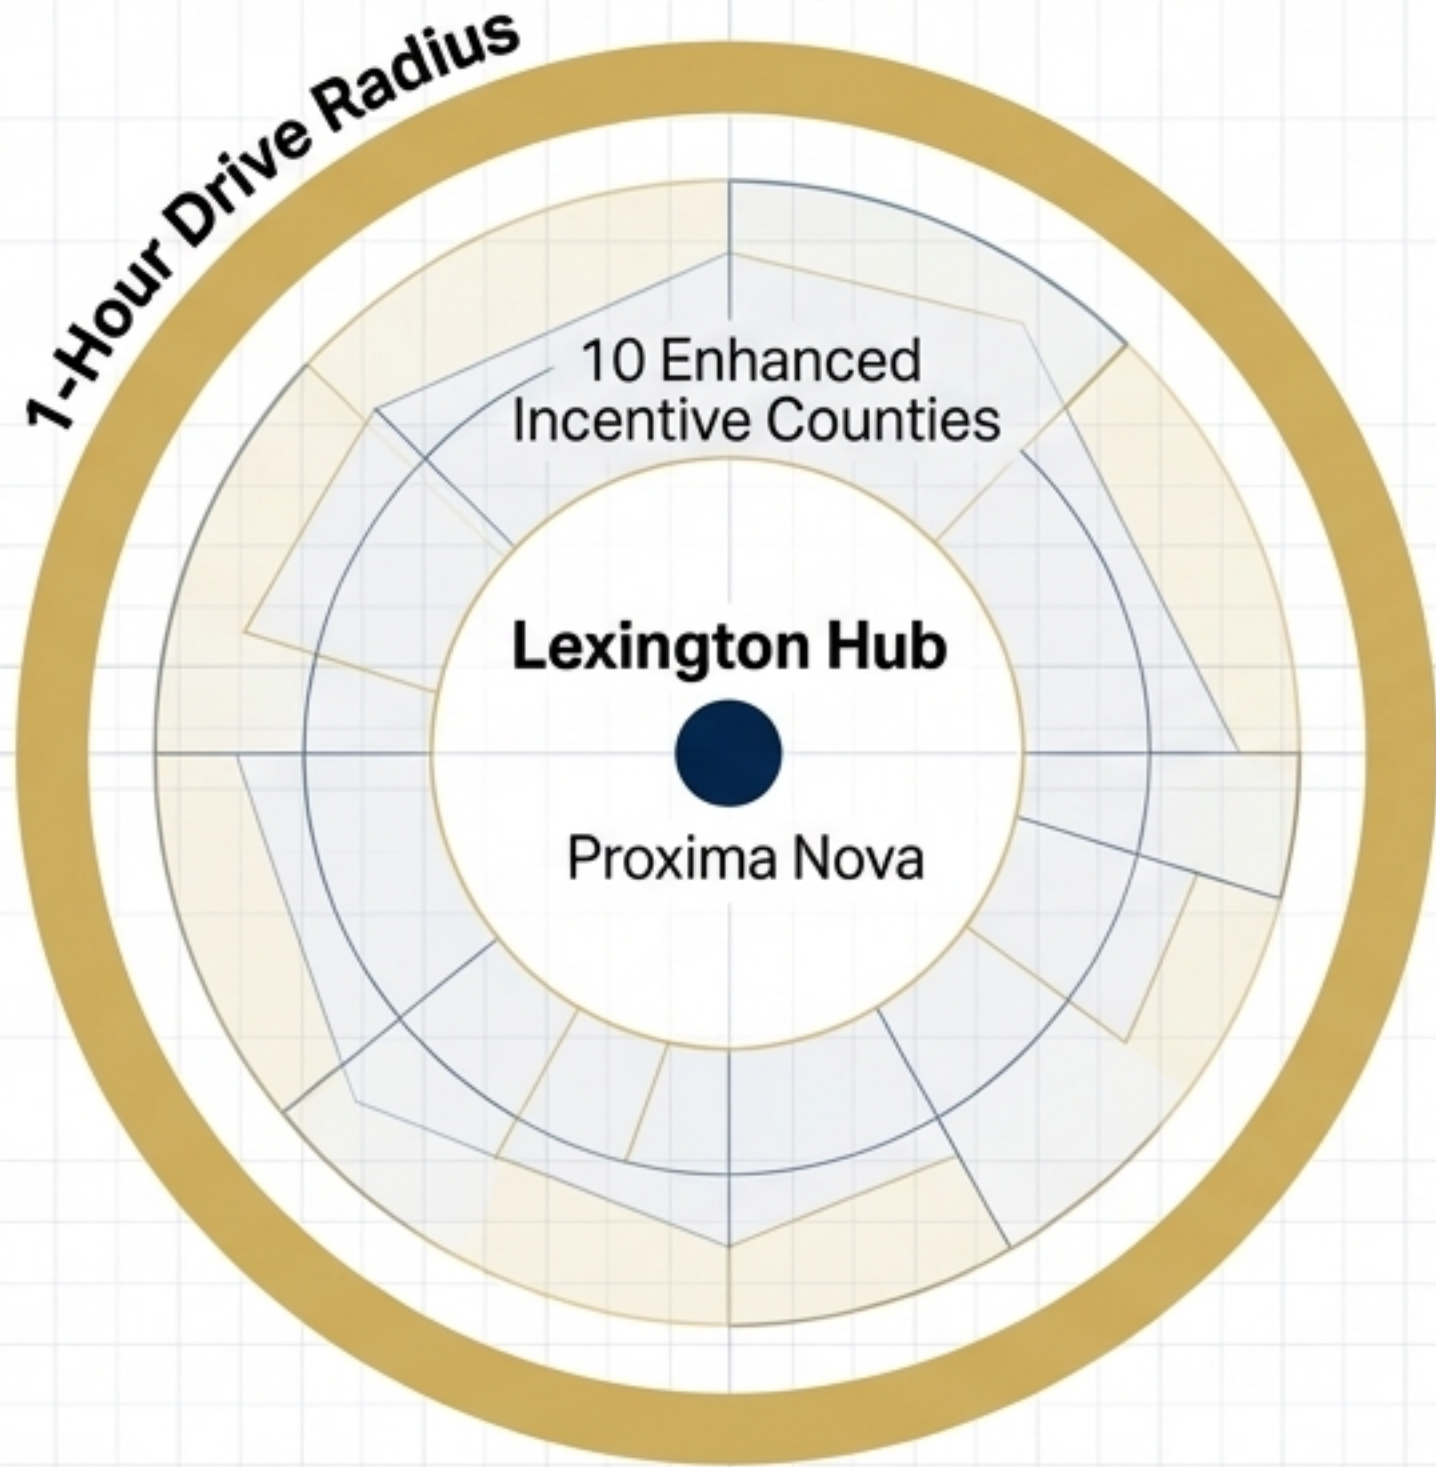 1-Hour Drive Radius
10 Enhanced
Incentive Counties
Lexington Hub
Proxima Nova